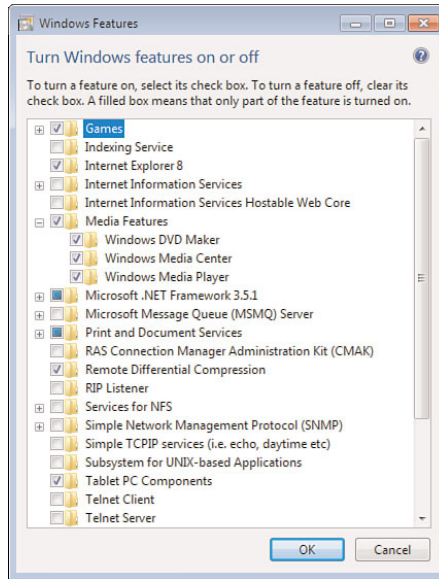 Windows Features
Turn Windows features on or off
To turn a feature on, select its check box. To turn a feature off, clear its
check box. A filled box means that only part of the feature is turned on.
Games
Indexing Service
Internet Explorer 8
Internet Information Services
Internet Information Services Hostable Web Core
Media Features
Windows DVD Maker
Windows Media Center
Windows Media Player
Microsoft .NET Framework 3.5.1
Microsoft Message Queue (MSMQ) Server
Print and Document Services
RAS Connection Manager Administration Kit (CMAK)
Remote Differential Compression
RIP Listener
Services for NFS
Simple Network Management Protocol (SNMP)
Simple TCPIP services (i.e. echo, daytime etc)
Subsystem for UNIX-based Applications
Tablet PC Components
Telnet Client
Telnet Server
OK Cancel